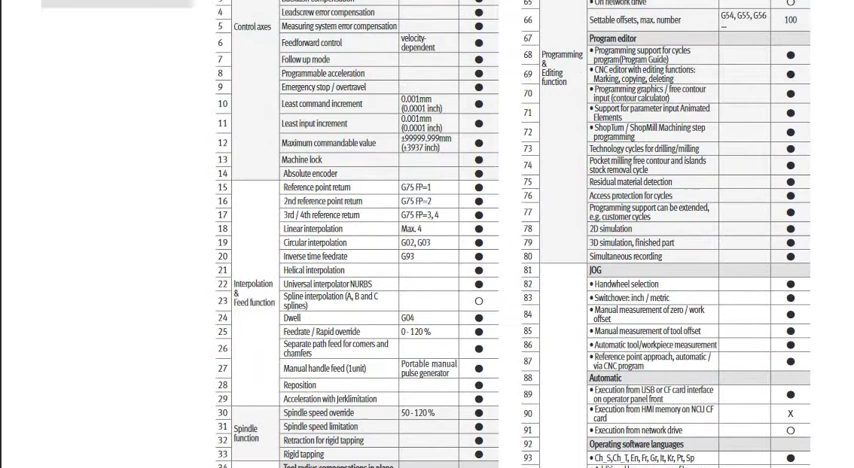 4 Leadscrew error compensation ●
5 Control axes Measuring system error compensation ●
6 Feedforward control velocity-
dependent ●
7 Follow up mode ●
8 Programmable acceleration ●
9 Emergency stop / overtravel ●
10 Least command increment 0.001mm
(0.0001 inch) ●
11 Least input increment 0.001mm
(0.0001 inch) ●
12 Maximum commandable value ±99999.999mm
(±3937 inch) ●
13 Machine lock ●
14 Absolute encoder ●
15 Reference point return G75 FP=1 ●
16 2nd reference point return G75 FP=2 ●
17 3rd / 4th reference return G75 FP=3, 4 ●
18 Linear interpolation Max. 4 ●
19 Circular interpolation G02, G03 ●
20 Inverse time feedrate G93 ●
21 Helical interpolation ●
22 Interpolation Universal interpolator NURBS ●
&
23 Feed function Spline interpolation (A, B and C
splines) ○
24 Dwell G04 ●
25 Feedrate / Rapid override 0 - 120 % ●
26 Separate path feed for corners and
chamfers ●
27 Manual handle feed (1unit) Portable manual
pulse generator ●
28 Reposition ●
29 Acceleration with Jerklimitation ●
30 Spindle speed override 50 - 120 % ●
31 Spindle Spindle speed limitation ●
32 function Retraction for rigid tapping ●
33 Rigid tapping ●
65 • On network drive ○
66 Settable offsets, max. number G54, G55, G56
... 100
67 Program editor
68 Programming • Programming support for cycles
program(Program Guide) ●
&
69 Editing • CNC editor with editing functions:
function Marking, copying, deleting ●
70 • Programming graphics / free contour
input (contour calculator) ●
71 • Support for parameter input Animated
Elements ●
72 • ShopTurn / ShopMill Machining step
programming ●
73 Technology cycles for drilling/milling ●
74 Pocket milling free contour and islands
stock removal cycle ●
75 Residual material detection ●
76 Access protection for cycles ●
77 Programming support can be extended,
e.g. customer cycles ●
78 2D simulation ●
79 3D simulation, finished part ●
80 Simultaneous recording ●
81 JOG
82 • Handwheel selection ●
83 • Switchover: inch / metric ●
84 • Manual measurement of zero / work
offset ●
85 • Manual measurement of tool offset ●
86 • Automatic tool/workpiece measurement ●
87 • Reference point approach, automatic /
via CNC program ●
88 Automatic
89 • Execution from USB or CF card interface
on operator panel front ●
90 • Execution from HMI memory on NCU CF
card X
91 • Execution from network drive ○
92 Operating software languages
93 • Ch_S,Ch_T, En, Fr, Gr, It, Kr, Pt, Sp ●